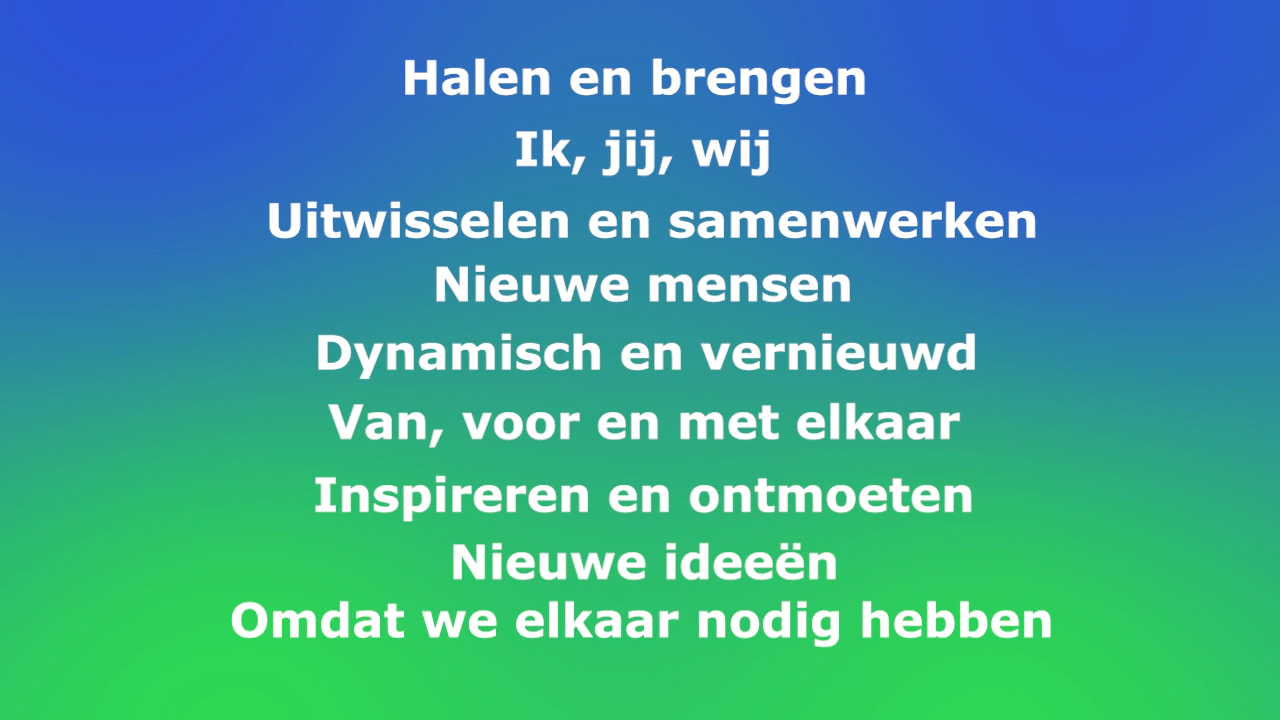 Halen en brengen
Ik, jij, wij
Uitwisselen en samenwerken
Nieuwe mensen
Dynamisch en vernieuwd
Van, voor en met elkaar
Inspireren en ontmoeten
Nieuwe ideeën
Omdat we elkaar nodig hebben